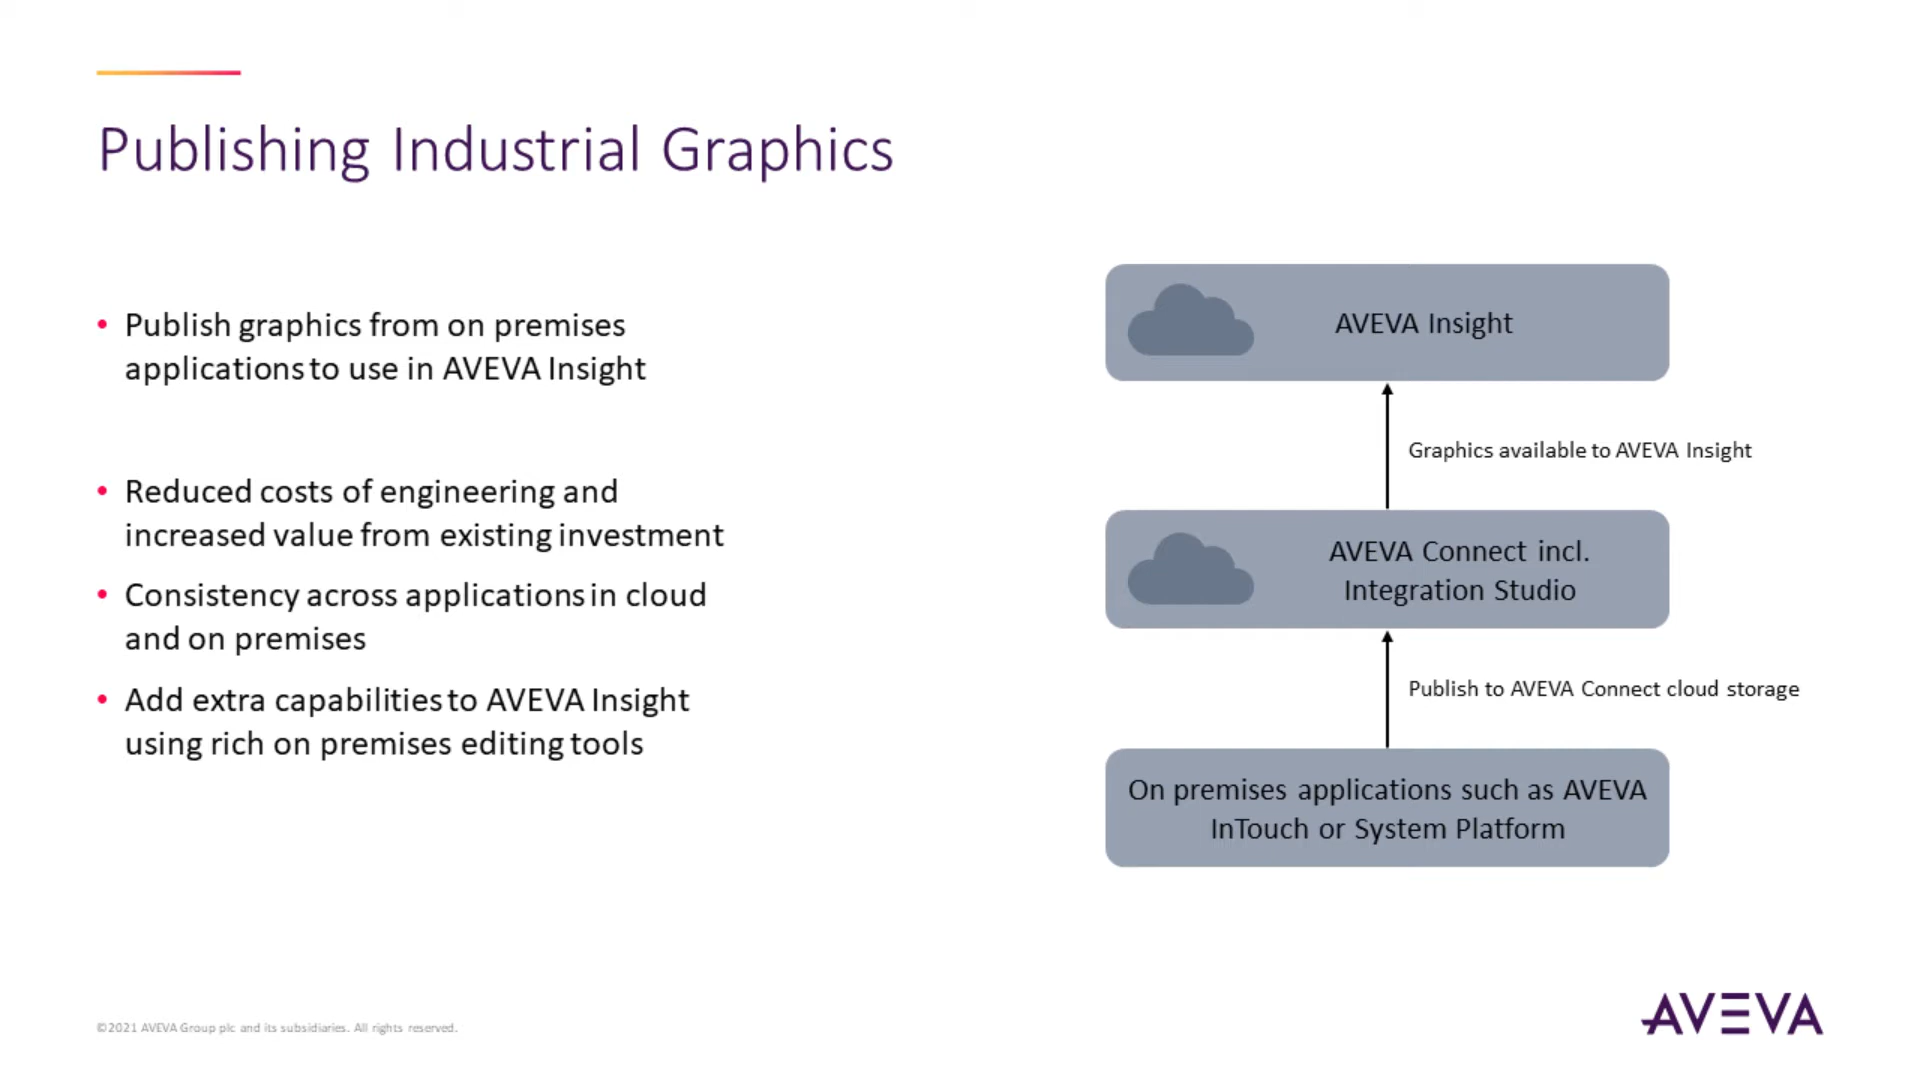 Publishing Industrial Graphics
• Publish graphics from on premises
applications to use in AVEVA Insight
• Reduced costs of engineering and
increased value from existing investment
• Consistency across applications in cloud
and on premises
• Add extra capabilities to AVEVA Insight
using rich on premises editing tools
AVEVA Insight
Graphics available to AVEVA Insight
AVEVA Connect incl.
Integration Studio
Publish to AVEVA Connect cloud storage
On premises applications such as AVEVA
InTouch or System Platform
©2021 AVEVA Group plc and its subsidiaries. All rights reserved.
AVEVA